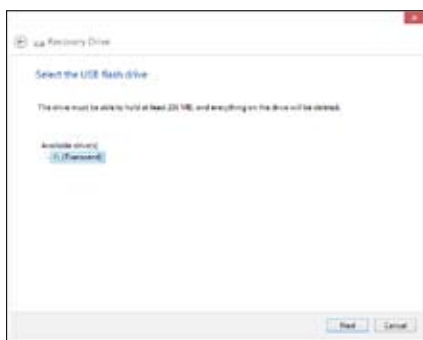 Recovery Drive
Select the USB flash drive
The drive must be able to hold at least 256 MB, and everything on the drive will be deleted.
Available drive(s)
(Transcend)
Next Cancel